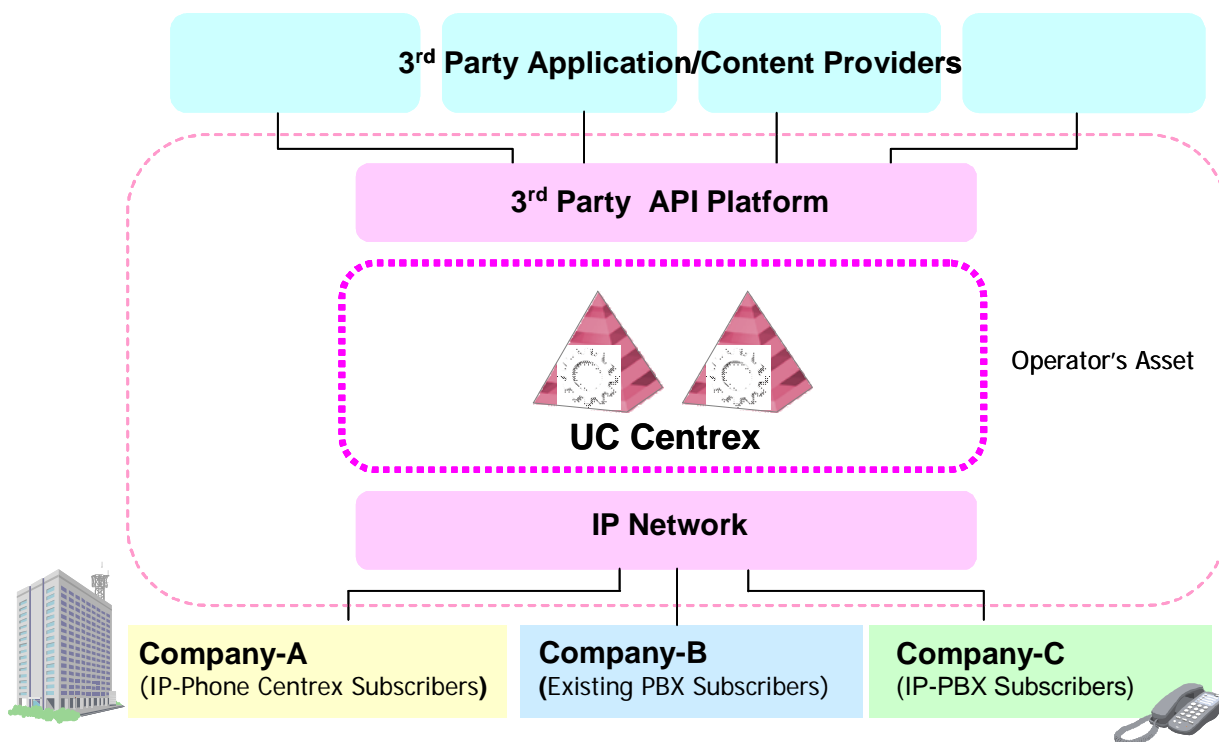 3rd Party Application/Content Providers
3rd Party API Platform
Operator's Asset
UC Centrex
IP Network
Company-A
(IP-Phone Centrex Subscribers)
Company-B
(Existing PBX Subscribers)
Company-C
(IP-PBX Subscribers)